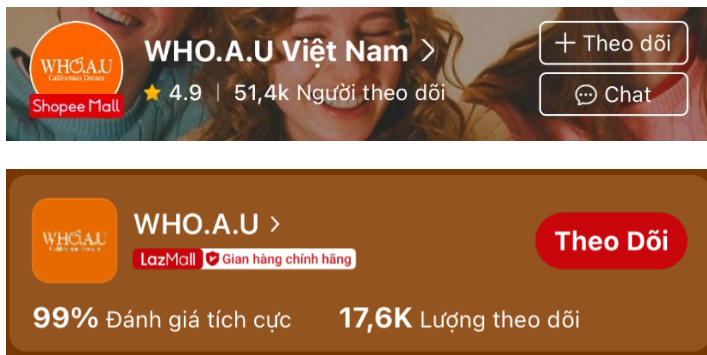 WHO.A.U
Californian Dream
Shopee Mall
WHO.A.U Việt Nam >
4.9 | 51,4k Người theo dõi
+ Theo dõi
Chat
WHO.A.U
WHO.A.U >
LazMall Gian hàng chính hãng
Theo Dõi
99% Đánh giá tích cực
17,6K Lượng theo dõi